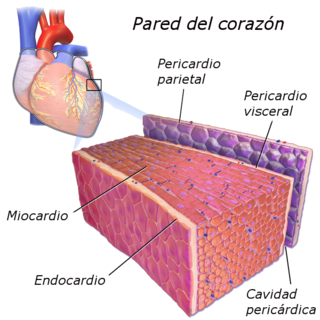 Pared del corazón
Pericardio
parietal
Pericardio
visceral
Miocardio
Endocardio
Cavidad
pericárdica